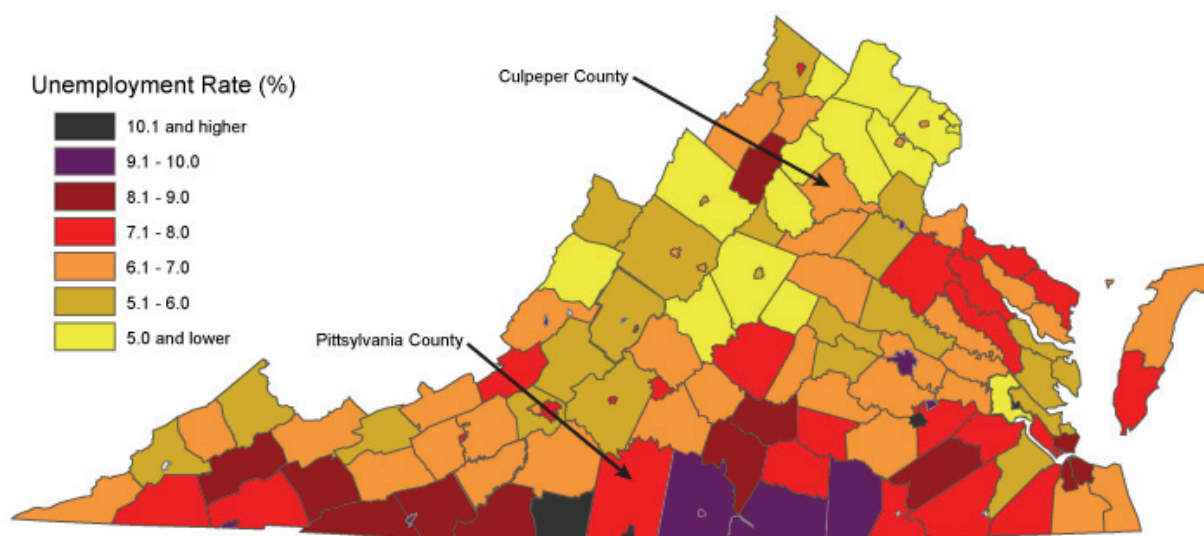 Culpeper County
Unemployment Rate (%)
10.1 and higher
9.1 - 10.0
8.1 - 9.0
7.1 - 8.0
6.1 - 7.0
5.1 - 6.0
5.0 and lower
Pittsylvania County